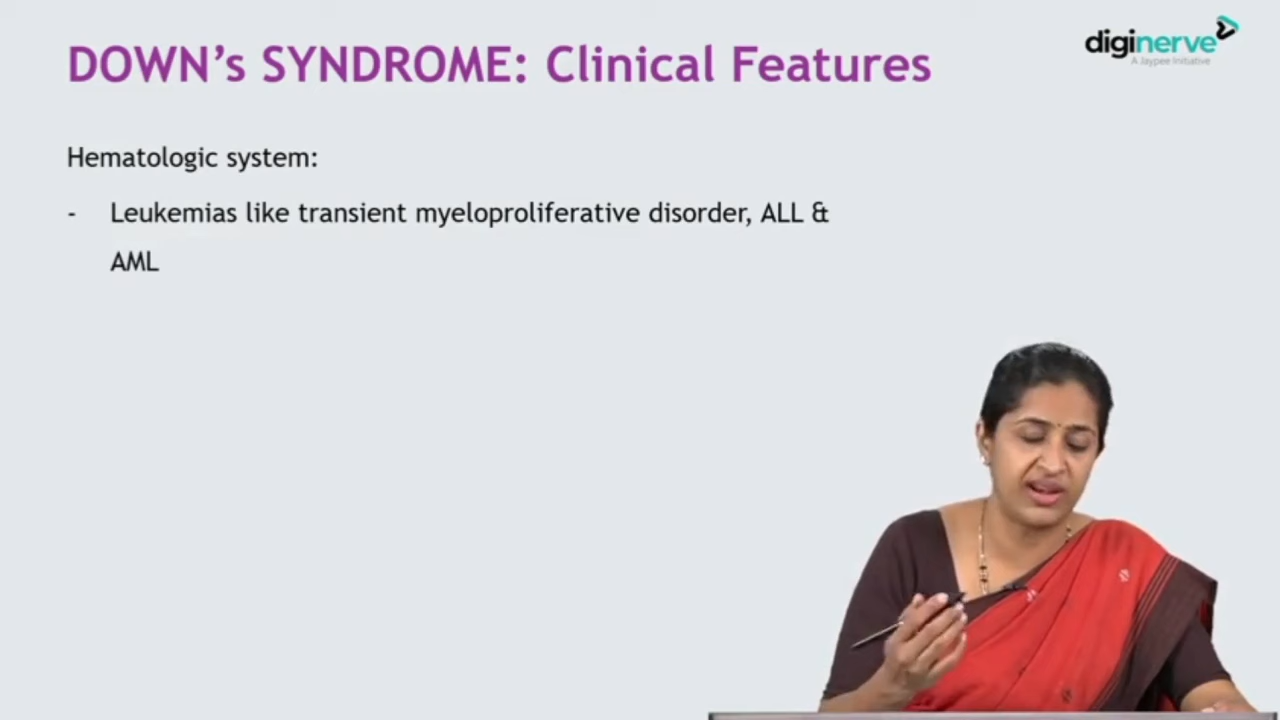 DOWN's SYNDROME: Clinical Features
diginerve
A Jaypee Initiative
Hematologic system:
- Leukemias like transient myeloproliferative disorder, ALL &
AML